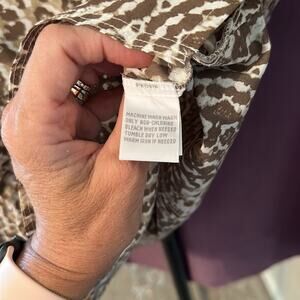 MACHINE WASH WARM
ONLY NON-CHLORINE
BLEACH WHEN NEEDED
TUMBLE DRY LOW
WARM IRON IF NEEDED